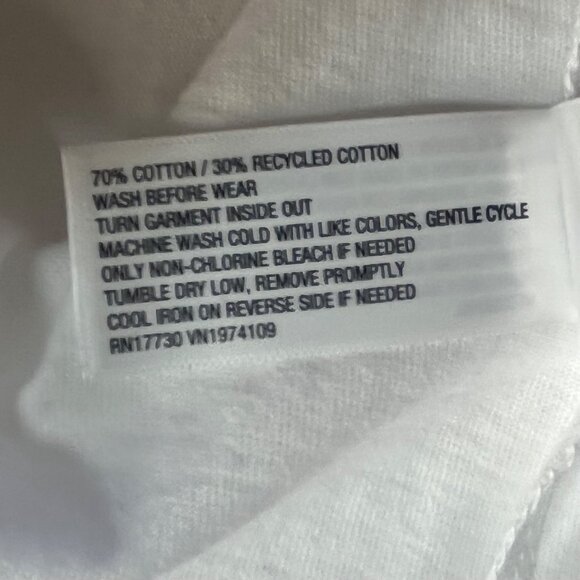 70% COTTON / 30% RECYCLED COTTON
WASH BEFORE WEAR
TURN GARMENT INSIDE OUT
MACHINE WASH COLD WITH LIKE COLORS, GENTLE CYCLE
ONLY NON-CHLORINE BLEACH IF NEEDED
TUMBLE DRY LOW, REMOVE PROMPTLY
COOL IRON ON REVERSE SIDE IF NEEDED
RN17730 VN1974109